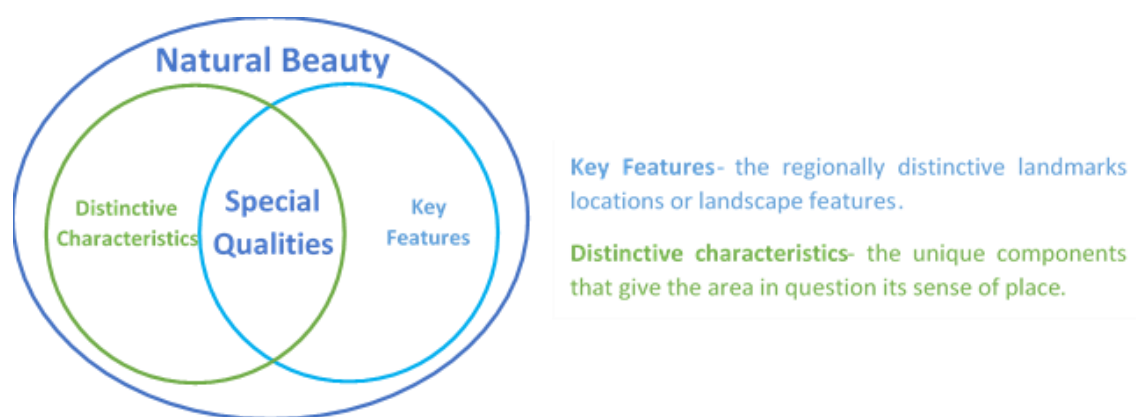 Natural Beauty
Distinctive
Characteristics
Special
Qualities
Key
Features
Key Features- the regionally distinctive landmarks
locations or landscape features.
Distinctive characteristics- the unique components
that give the area in question its sense of place.